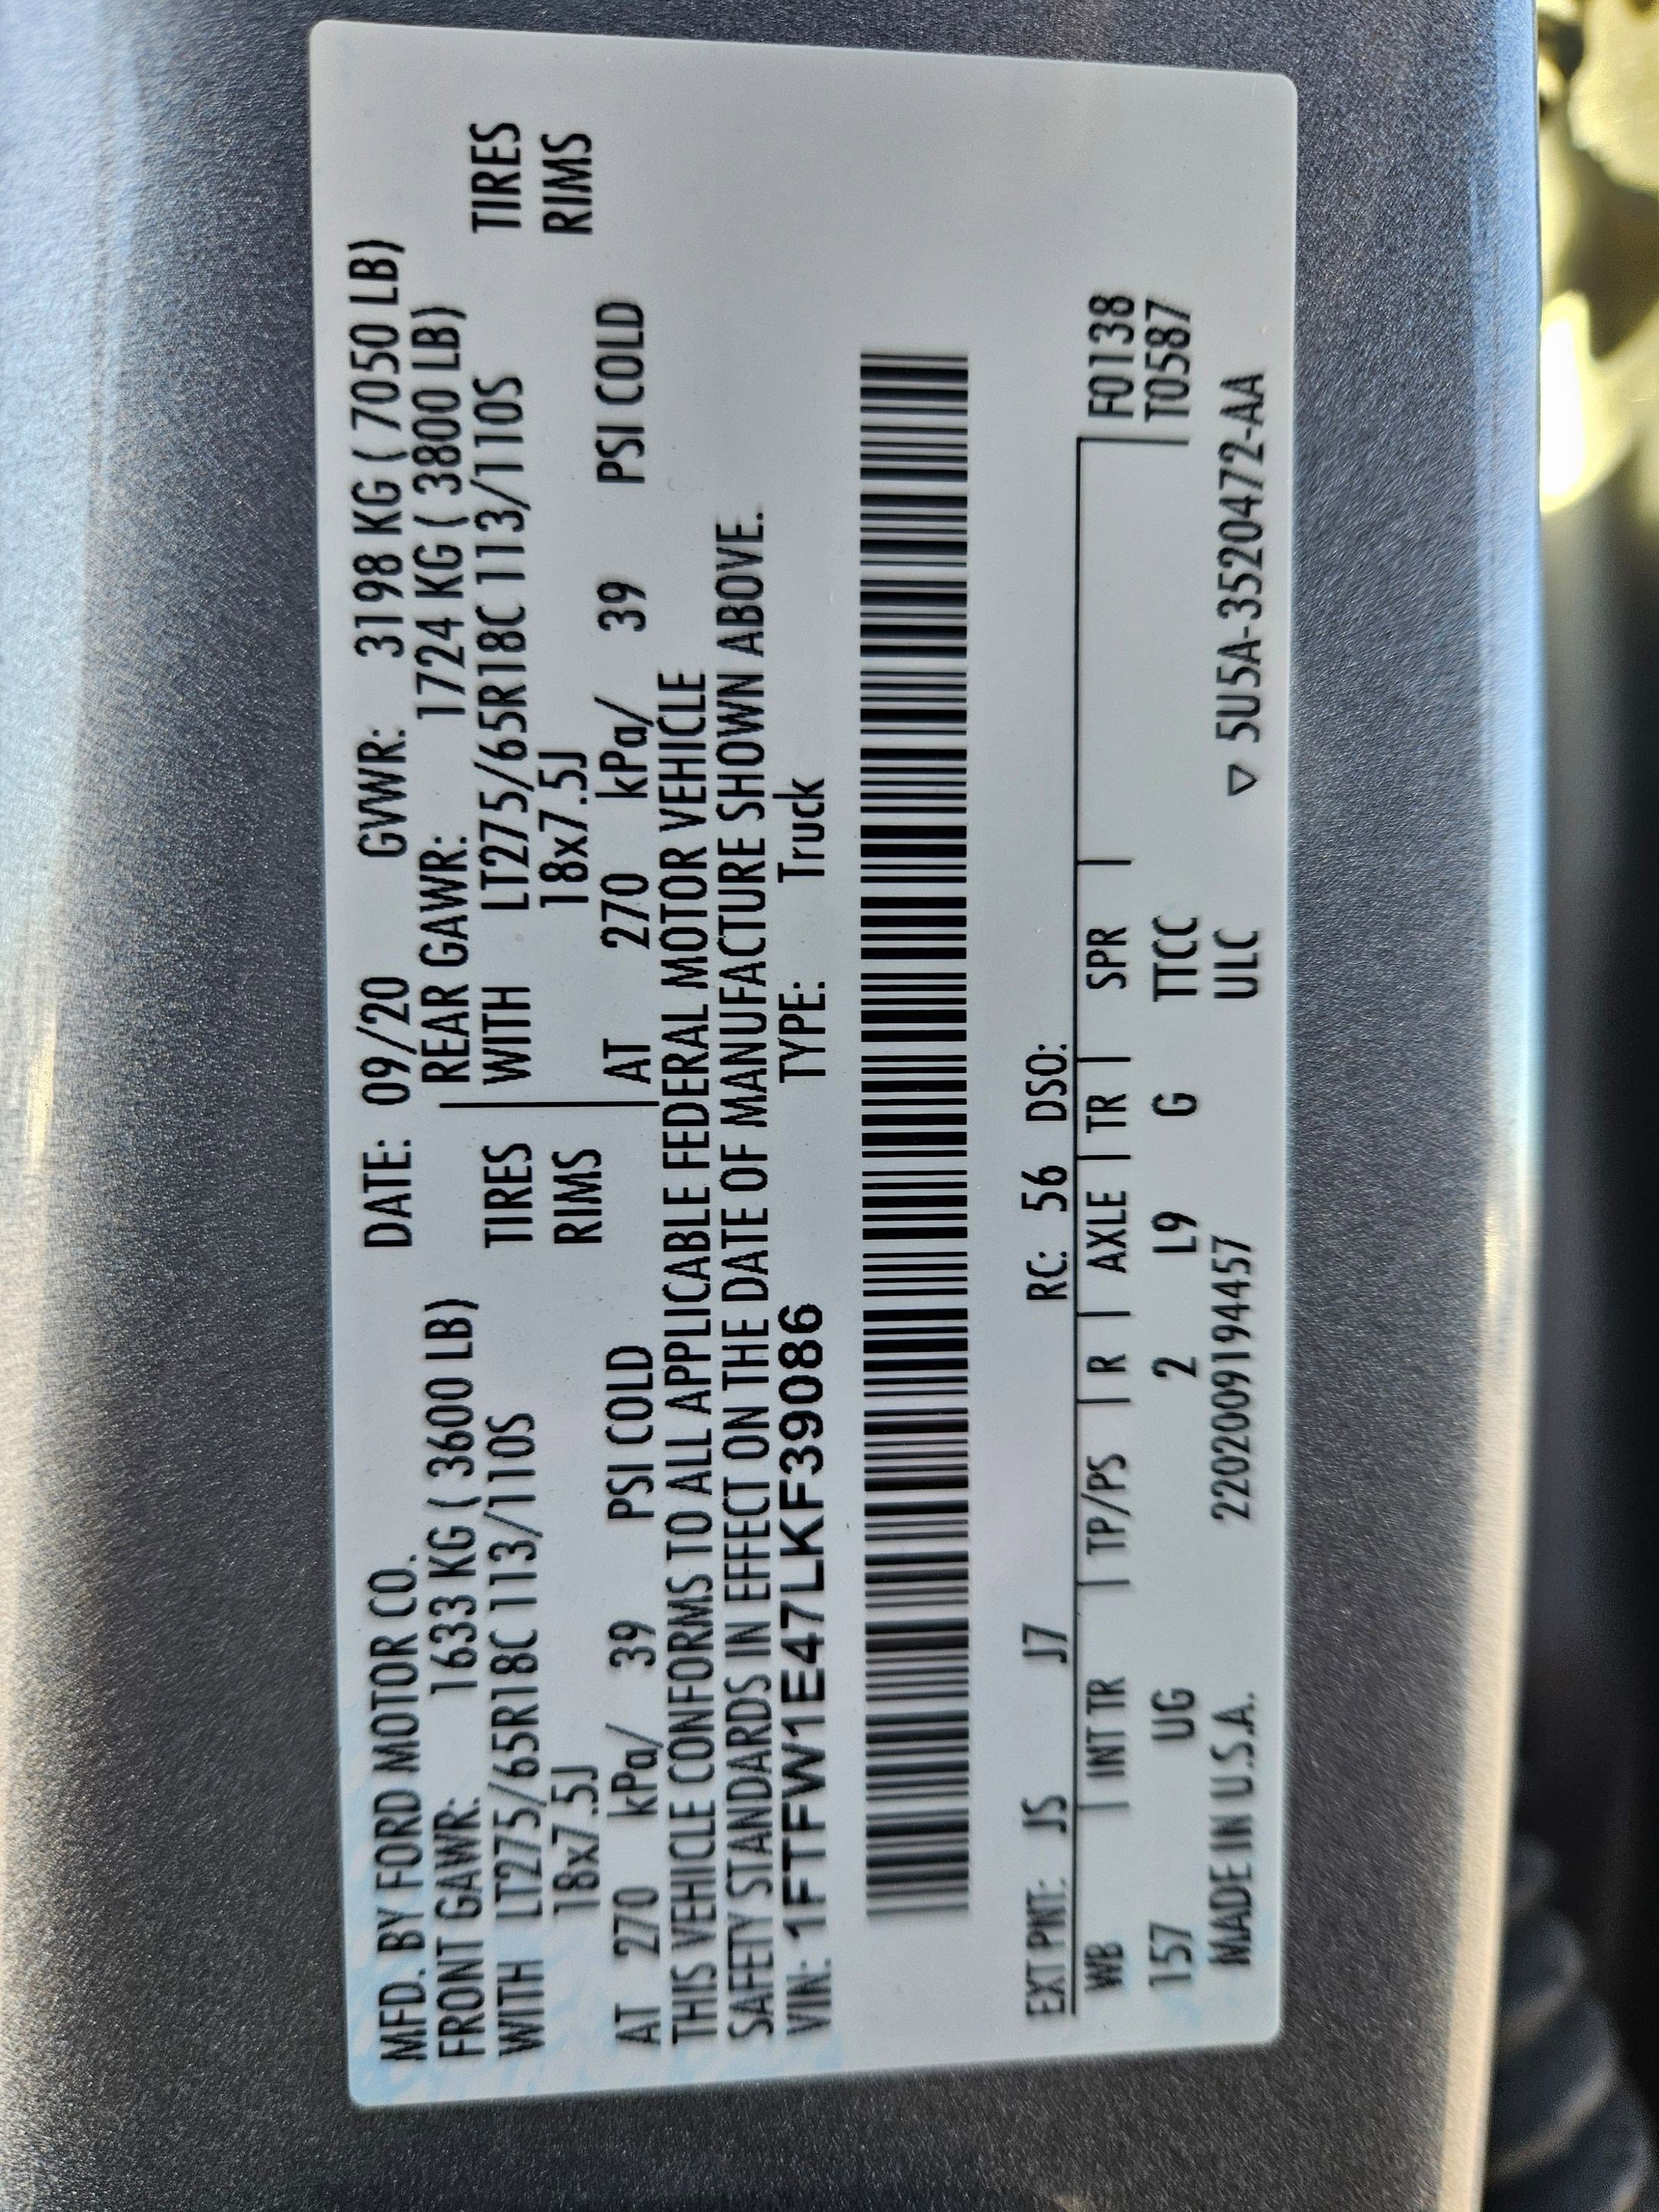 MFD. BY FORD MOTOR CO. DATE: 09/20 GVWR: 3198 KG ( 7050 LB)
FRONT GAWR: 1633 KG ( 3600 LB) REAR GAWR: 1724 KG ( 3800 LB)
WITH LT275/65R18C 113/110S TIRES WITH LT275/65R18C 113/110S TIRES
18x7.5J RIMS 18x7.5J RIMS
AT 270 kPa/ 39 PSI COLD AT 270 kPa/ 39 PSI COLD
THIS VEHICLE CONFORMS TO ALL APPLICABLE FEDERAL MOTOR VEHICLE
SAFETY STANDARDS IN EFFECT ON THE DATE OF MANUFACTURE SHOWN ABOVE.
VIN: 1FTFW1E47LKF39086 TYPE: Truck
EXT PNT: JS J7 RC: 56 DSO:
WB INT TR TP/PS R AXLE TR SPR F0138
157 UG 2 L9 G TTCC T0587
MADE IN U.S.A. 220200919445​7 ULC ▽ 5U5A-3520472-AA